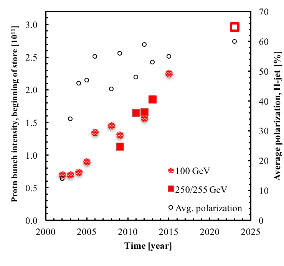 Proton bunch intensity, beginning of store [10¹¹]
3.0
2.5
2.0
1.5
1.0
0.5
0.0
70
60
50
40
30
20
10
0
Average polarization, H-jet [%]
100 GeV
250/255 GeV
Avg. polarization
2000 2005 2010 2015 2020 2025
Time [year]